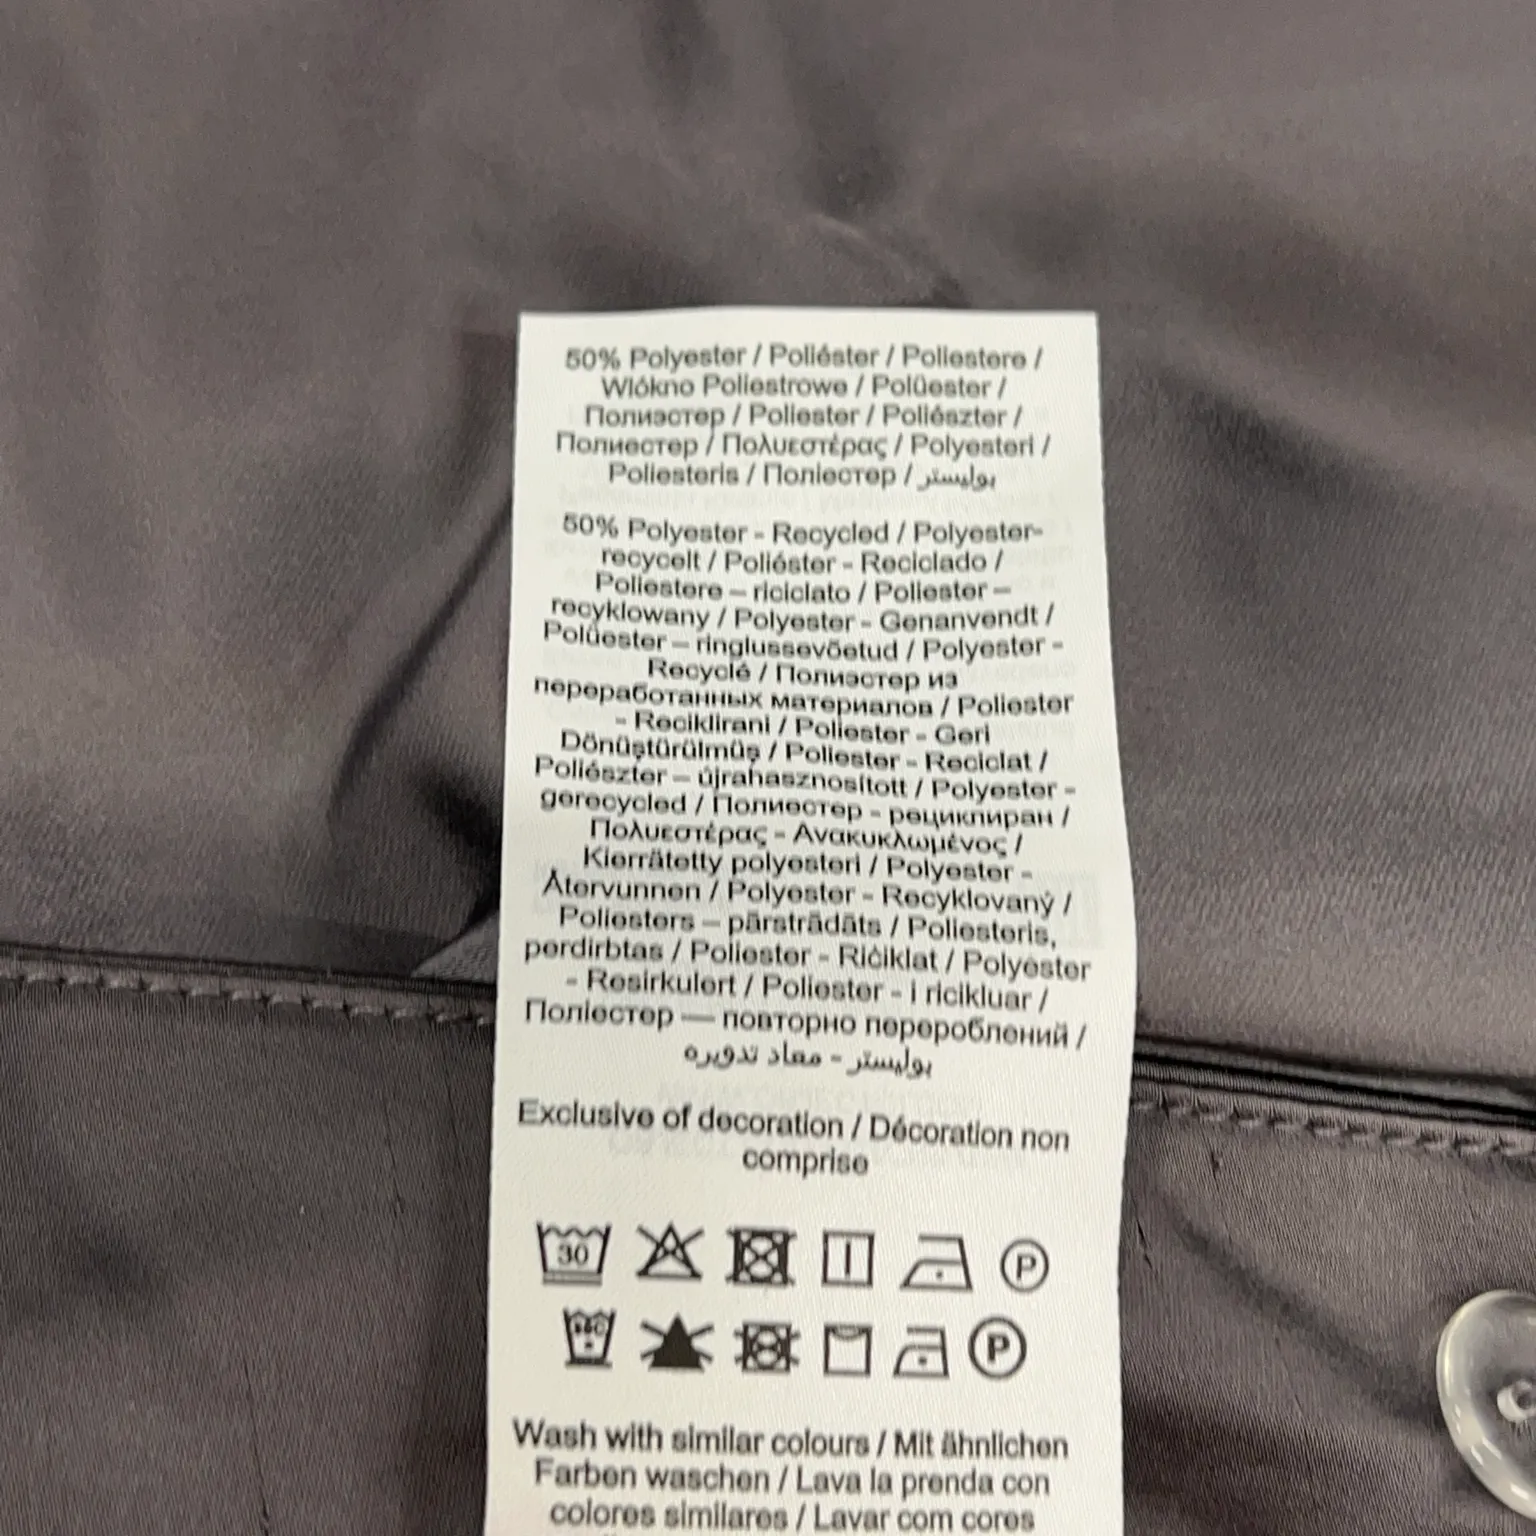 50% Polyester / Poliéster / Poliestere /
Włókno Poliestrowe / Polüester /
Полиэстер / Poliester / Poliészter /
Полиестер / Πολυεστέρας / Polyesteri /
Poliesteris / Поліестер / بوليستر
50% Polyester - Recycled / Polyester-
recycelt / Poliéster - Reciclado /
Poliestere – riciclato / Poliester –
recyklowany / Polyester - Genanvendt /
Polüester – ringlussevõetud / Polyester -
Recyclé / Полиэстер из
переработанных материалов / Poliester
- Reciklirani / Poliester - Geri
Dönüştürülmüş / Poliester - Reciclat /
Poliészter – újrahasznosított / Polyester -
gerecycled / Полиестер - рециклиран /
Πολυεστέρας - Ανακυκλωμένος /
Kierrätetty polyesteri / Polyester -
Återvunnen / Polyester - Recyklovaný /
Poliesters – pārstrādāts / Poliesteris,
perdirbtas / Poliester - Riċiklat / Polyester
- Resirkulert / Poliester - i ricikluar /
Поліестер — повторно перероблений /
بوليستر - معاد تدويره
Exclusive of decoration / Décoration non
comprise
30 P
P
Wash with similar colours / Mit ähnlichen
Farben waschen / Lava la prenda con
colores similares / Lavar com cores